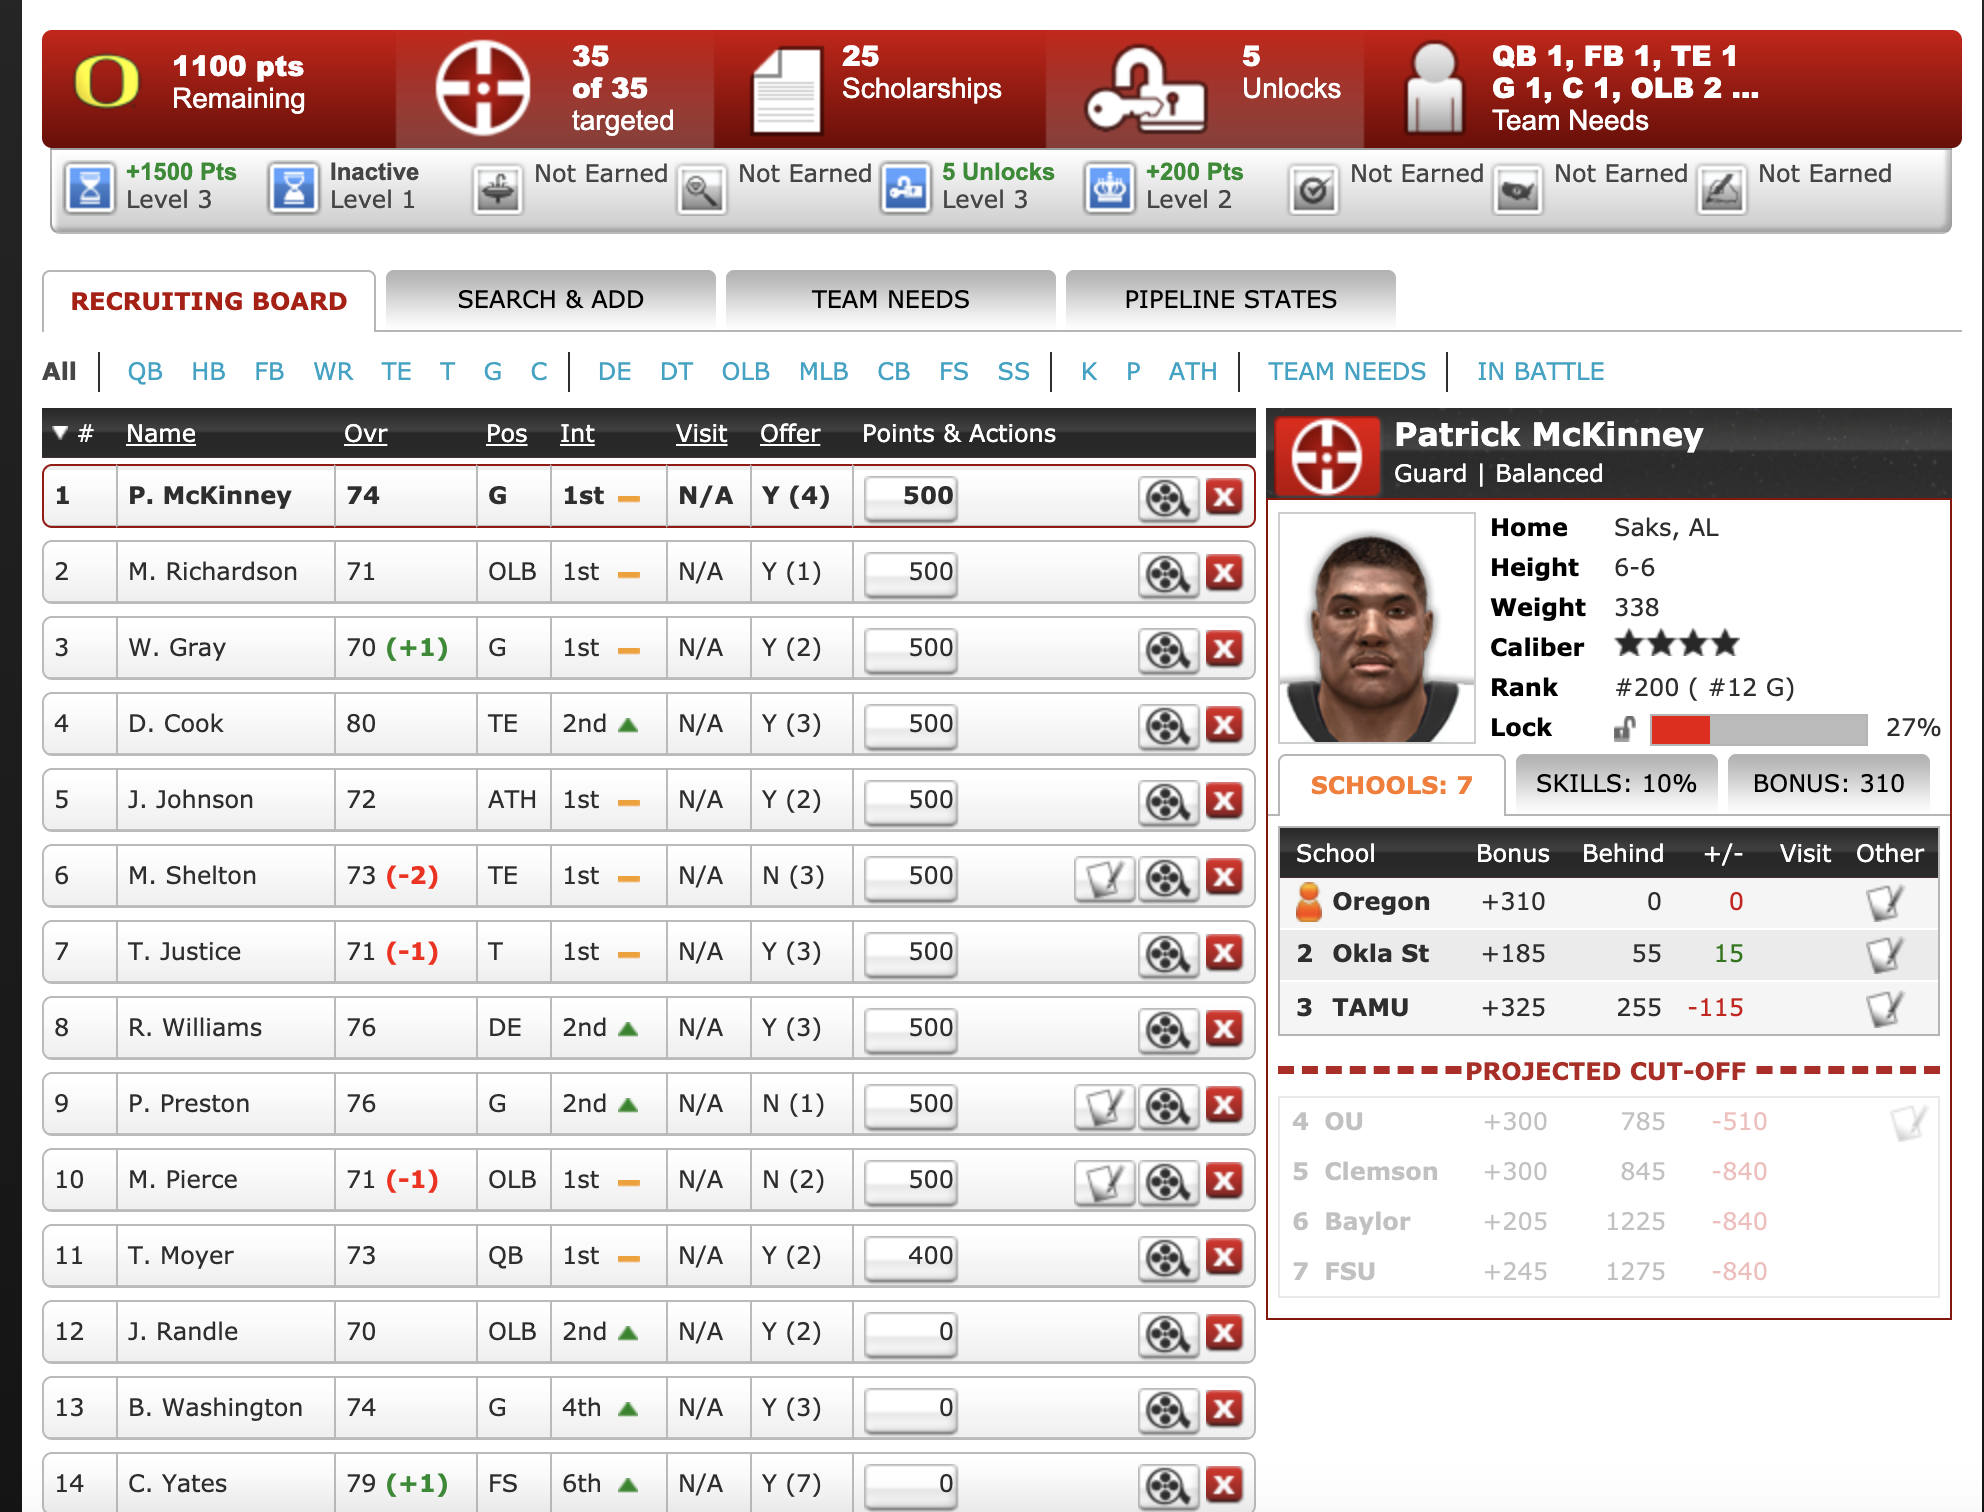 1100 pts
Remaining
35
of 35
targeted
25
Scholarships
5
Unlocks
QB 1, FB 1, TE 1
G 1, C 1, OLB 2 ...
Team Needs
+1500 Pts
Level 3
Inactive
Level 1
Not Earned
Not Earned
5 Unlocks
Level 3
+200 Pts
Level 2
Not Earned
Not Earned
Not Earned
RECRUITING BOARD SEARCH & ADD TEAM NEEDS PIPELINE STATES
All QB HB FB WR TE T G C DE DT OLB MLB CB FS SS K P ATH TEAM NEEDS IN BATTLE
# Name Ovr Pos Int Visit Offer Points & Actions
1 P. McKinney 74 G 1st N/A Y (4) 500
2 M. Richardson 71 OLB 1st N/A Y (1) 500
3 W. Gray 70 (+1) G 1st N/A Y (2) 500
4 D. Cook 80 TE 2nd N/A Y (3) 500
5 J. Johnson 72 ATH 1st N/A Y (2) 500
6 M. Shelton 73 (-2) TE 1st N/A N (3) 500
7 T. Justice 71 (-1) T 1st N/A Y (3) 500
8 R. Williams 76 DE 2nd N/A Y (3) 500
9 P. Preston 76 G 2nd N/A N (1) 500
10 M. Pierce 71 (-1) OLB 1st N/A N (2) 500
11 T. Moyer 73 QB 1st N/A Y (2) 400
12 J. Randle 70 OLB 2nd N/A Y (2) 0
13 B. Washington 74 G 4th N/A Y (3) 0
14 C. Yates 79 (+1) FS 6th N/A Y (7) 0
Patrick McKinney
Guard | Balanced
Home Saks, AL
Height 6-6
Weight 338
Caliber
Rank #200 ( #12 G)
Lock 27%
SCHOOLS: 7 SKILLS: 10% BONUS: 310
School Bonus Behind +/- Visit Other
Oregon +310 0 0
2 Okla St +185 55 15
3 TAMU +325 255 -115
PROJECTED CUT-OFF
4 OU +300 785 -510
5 Clemson +300 845 -840
6 Baylor +205 1225 -840
7 FSU +245 1275 -840